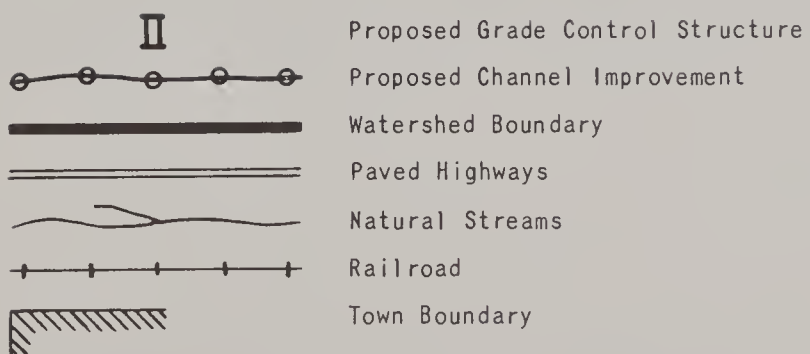 Proposed Grade Control Structure
Proposed Channel Improvement
Watershed Boundary
Paved Highways
Natural Streams
Railroad
Town Boundary